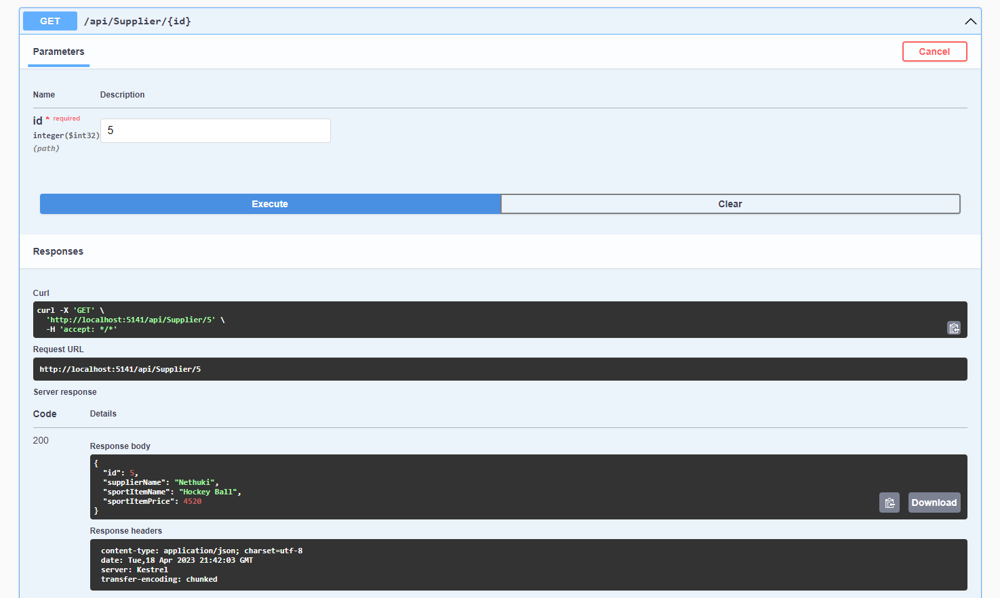 GET /api/Supplier/{id}
Parameters
Cancel
Name Description
id * required
integer($int32)
(path)
5
Execute Clear
Responses
Curl
curl -X 'GET' \
  'http://localhost:5141/api/Supplier/5' \
  -H 'accept: */*'
Request URL
http://localhost:5141/api/Supplier/5
Server response
Code Details
200
Response body
{
  "id": 5,
  "supplierName": "Nethuki",
  "sportItemName": "Hockey Ball",
  "sportItemPrice": 4520
}
Download
Response headers
content-type: application/json; charset=utf-8
date: Tue,18 Apr 2023 21:42:03 GMT
server: Kestrel
transfer-encoding: chunked